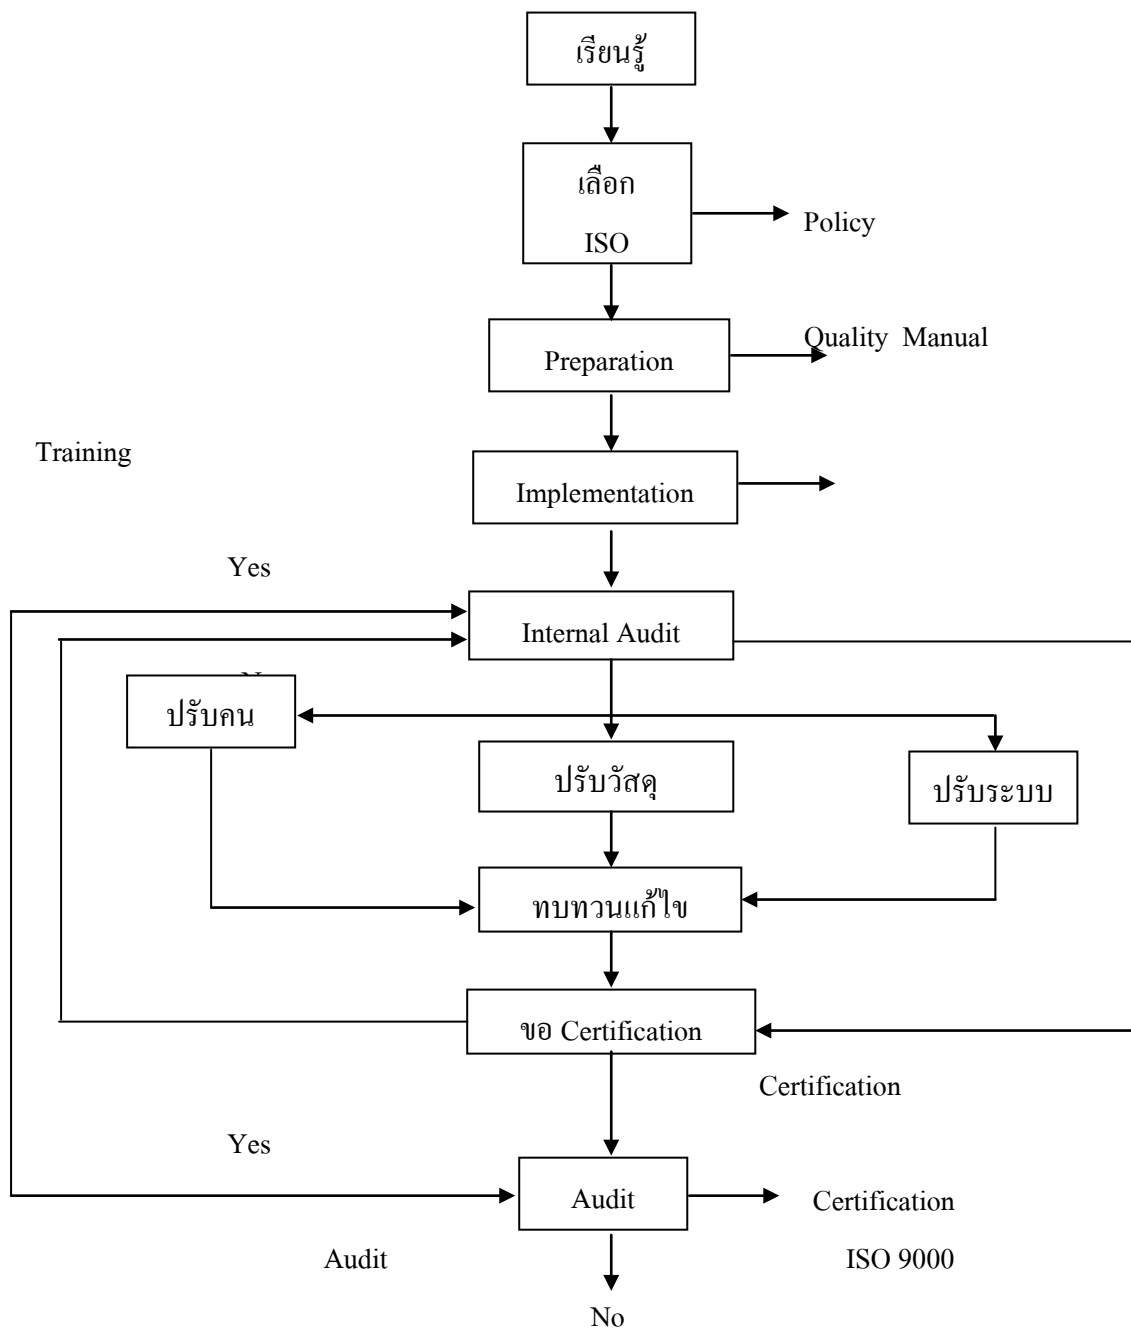 เรียนรู้
เลือก
ISO
Policy
Quality Manual
Preparation
Training
Implementation
Yes
Internal Audit
ปรับคน
ปรับวัสดุ
ปรับระบบ
ทบทวนแก้ไข
ขอ Certification
Certification
Yes
Audit
Certification
Audit
ISO 9000
No